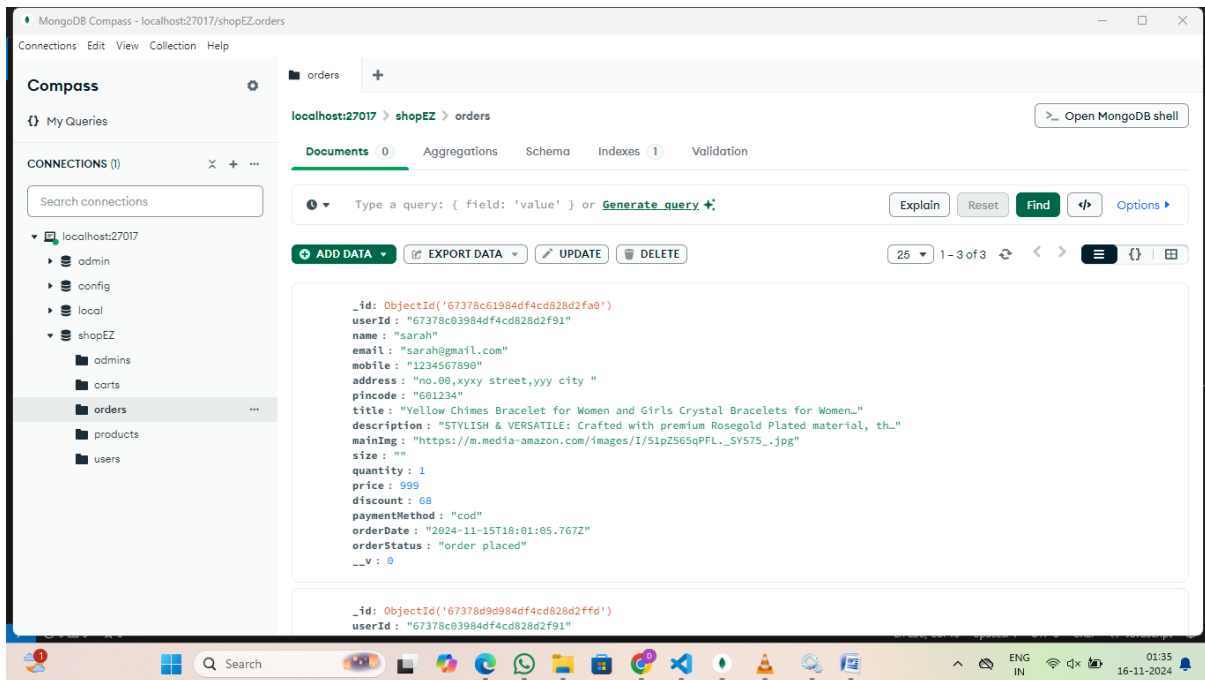 MongoDB Compass - localhost:27017/shopEZ.orders
Connections Edit View Collection Help
Compass
{} My Queries
CONNECTIONS (1)
Search connections
localhost:27017
admin
config
local
shopEZ
admins
carts
orders
products
users
orders
localhost:27017 > shopEZ > orders
>_ Open MongoDB shell
Documents 0 Aggregations Schema Indexes 1 Validation
Type a query: { field: 'value' } or Generate query
Explain Reset Find </> Options
ADD DATA EXPORT DATA UPDATE DELETE
25 1 – 3 of 3 {}
_id: ObjectId('67378c61984df4cd828d2fa0')
userId : "67378c03984df4cd828d2f91"
name : "sarah"
email : "sarah@gmail.com"
mobile : "1234567890"
address : "no.00,xyxy street,yyy city "
pincode : "601234"
title : "Yellow Chimes Bracelet for Women and Girls Crystal Bracelets for Women…"
description : "STYLISH & VERSATILE: Crafted with premium Rosegold Plated material, th…"
mainImg : "https://m.media-amazon.com/images/I/51pZ565qPFL._SY575_.jpg"
size : ""
quantity : 1
price : 999
discount : 68
paymentMethod : "cod"
orderDate : "2024-11-15T18:01:05.767Z"
orderStatus : "order placed"
__v : 0
_id: ObjectId('67378d9d984df4cd828d2ffd')
userId : "67378c03984df4cd828d2f91"
1
Search
ENG
IN
01:35
16-11-2024